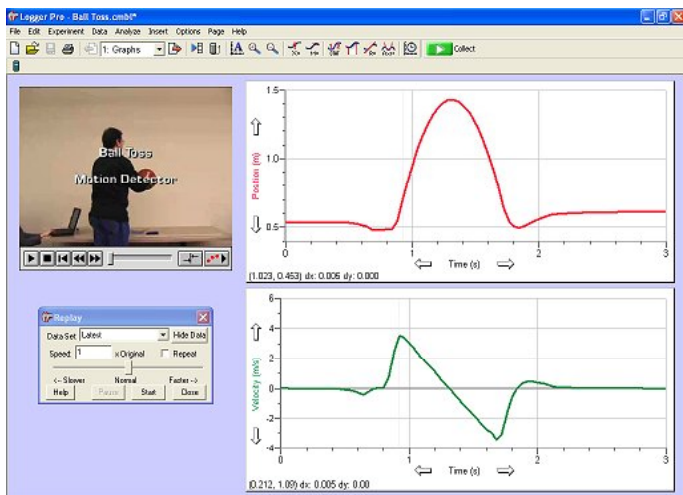 Logger Pro - Ball Toss.cmbl*
File Edit Experiment Data Analyze Insert Options Page Help
1: Graphs
Collect
Ball Toss
Motion Detector
1.5
1.0
0.5
Position (m)
0 1 2 3
Time (s)
(1.023, 0.453) dx: 0.005 dy: 0.000
Replay
Data Set: Latest Hide Data
Speed: 1 x Original Repeat
<-- Slower Normal Faster -->
Help Pause Start Close
6
4
2
0
-2
-4
Velocity (m/s)
0 1 2 3
Time (s)
(0.212, 1.09) dx: 0.005 dy: 0.00